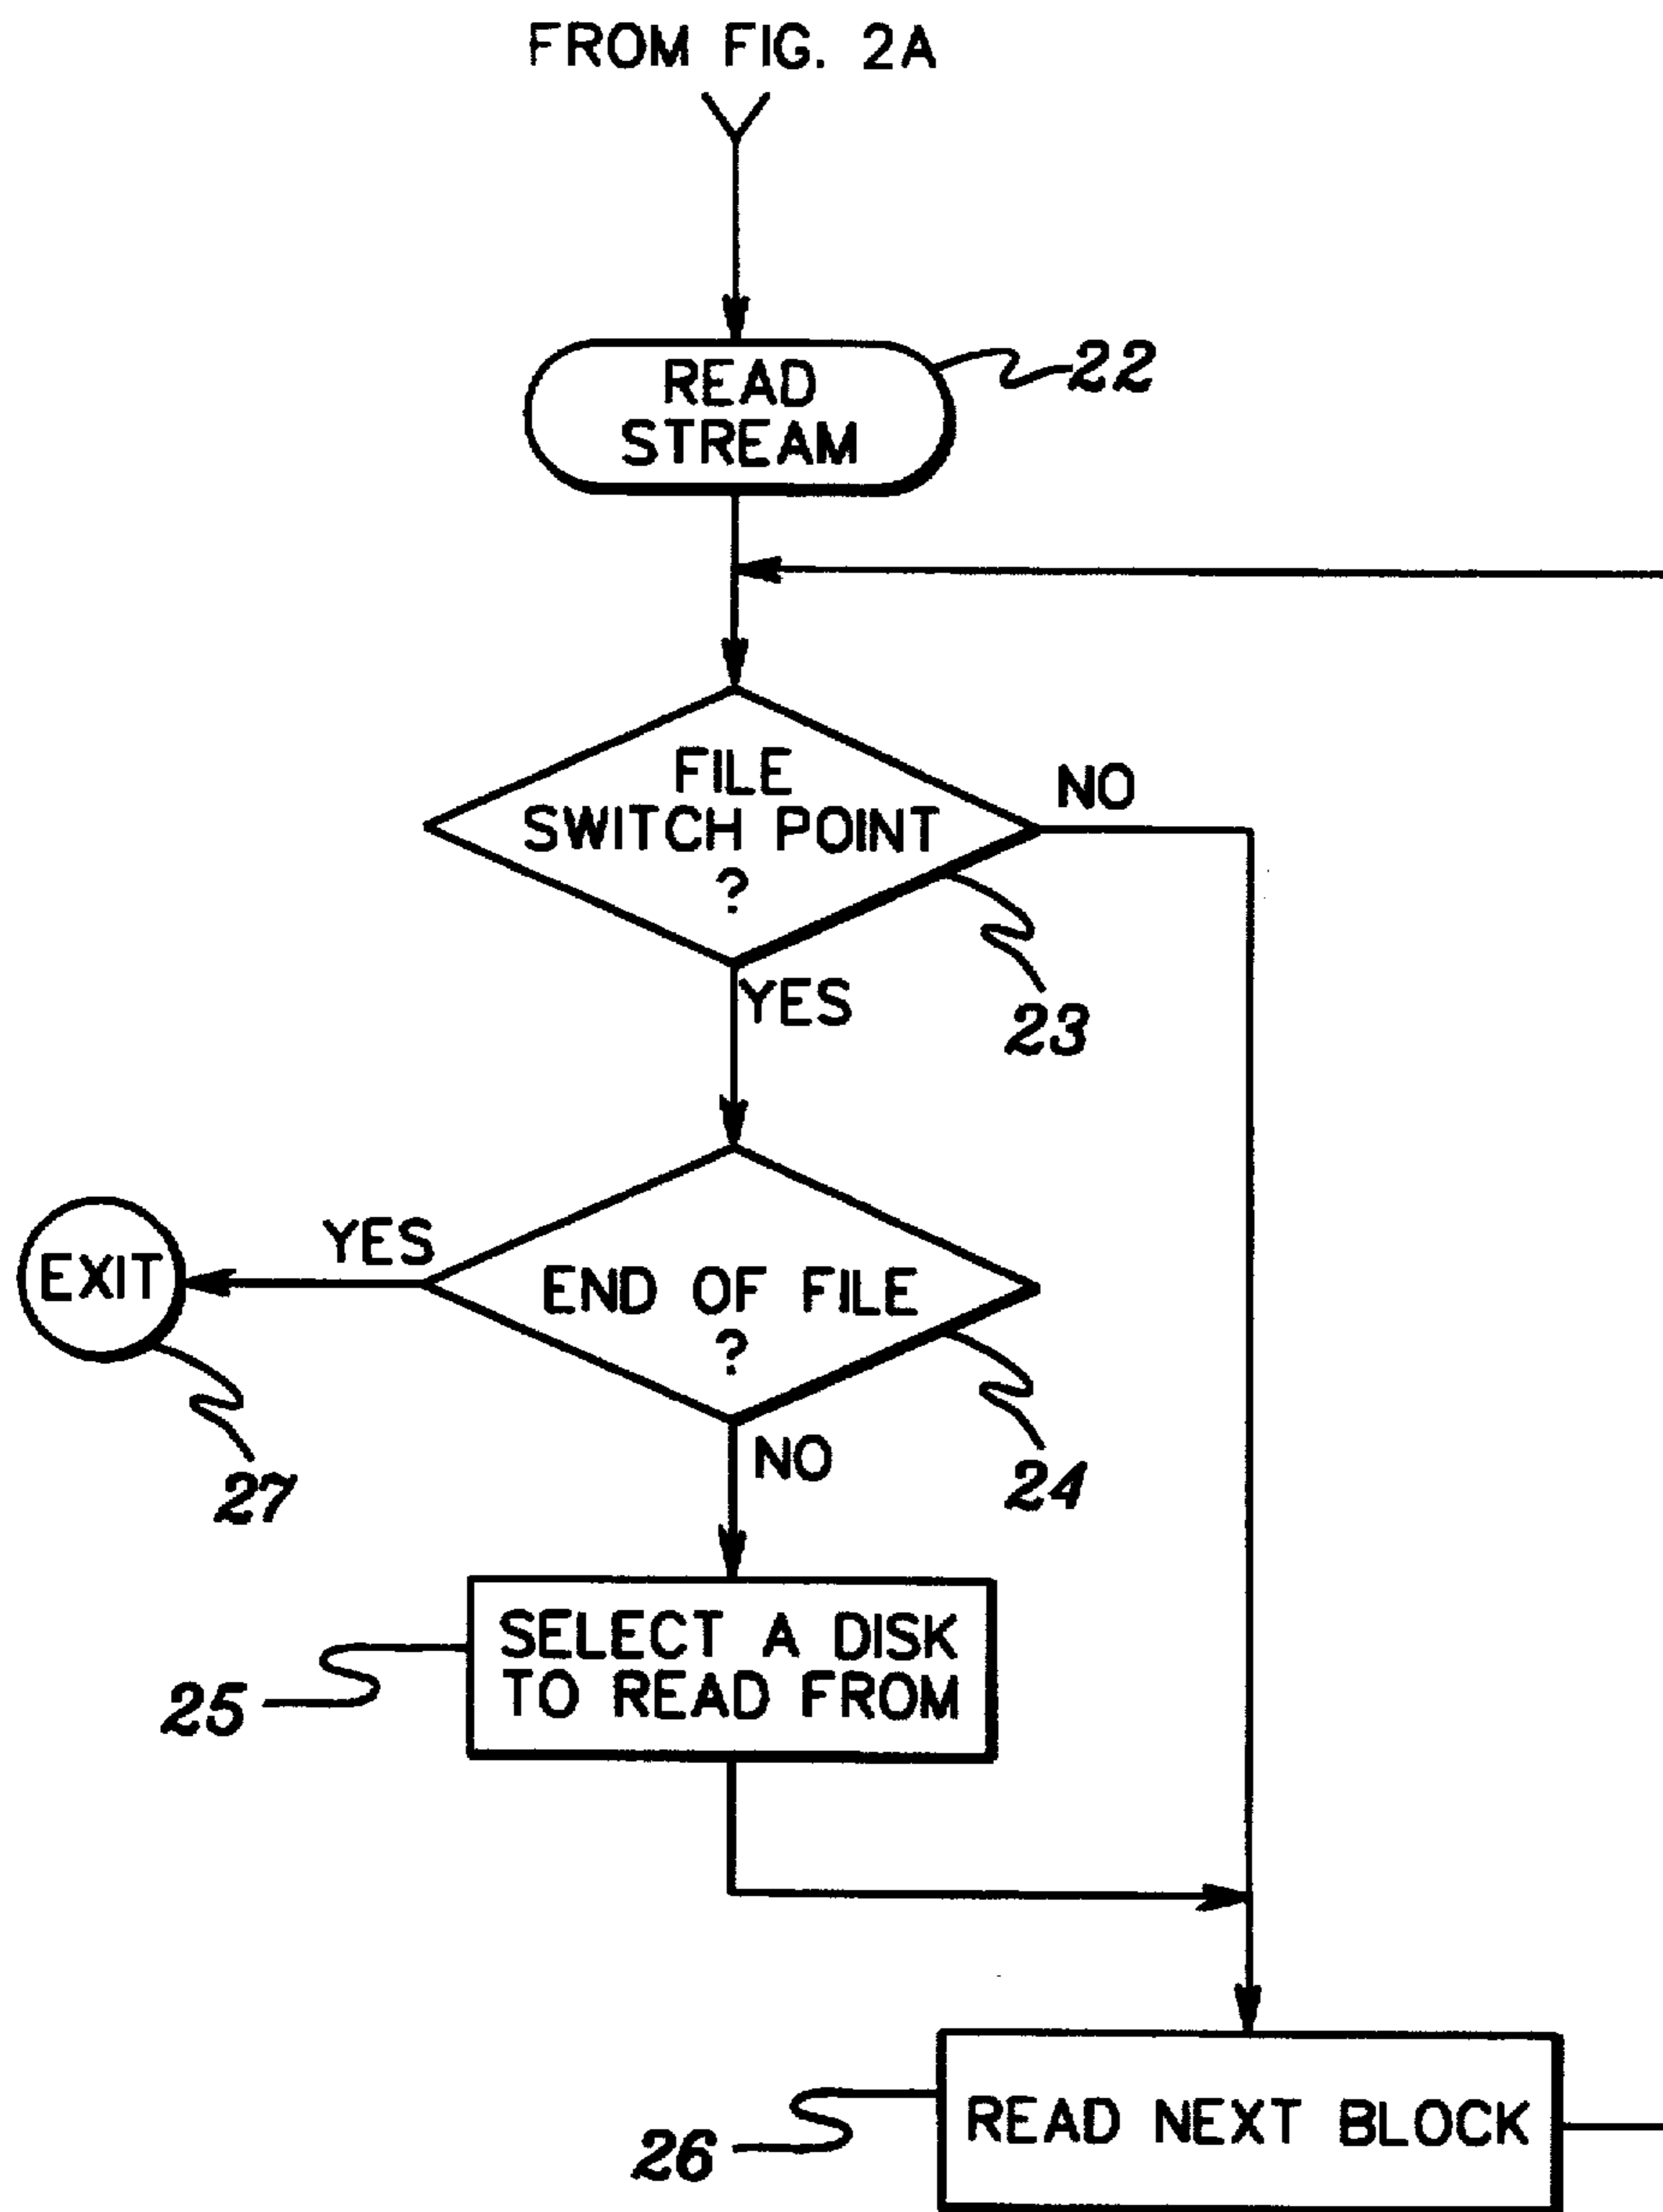 FROM FIG. 2A
READ
STREAM
22
FILE
SWITCH POINT
?
NO
YES
23
EXIT
YES
END OF FILE
?
NO
24
27
SELECT A DISK
TO READ FROM
25
READ NEXT BLOCK
26